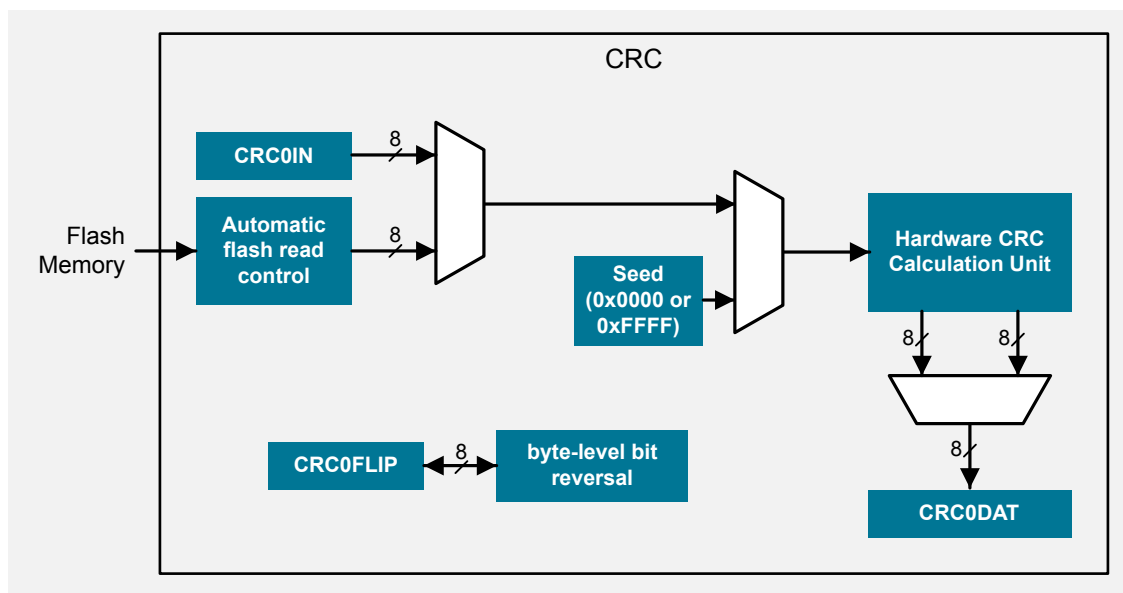 CRC
CRC0IN
8
Flash
Memory
Automatic
flash read
control
8
Seed
(0x0000 or
0xFFFF)
Hardware CRC
Calculation Unit
8
8
8
CRC0DAT
CRC0FLIP
8
byte-level bit
reversal